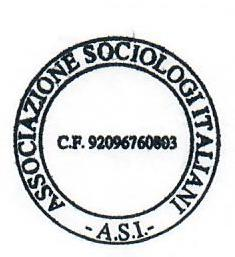 ASSOCIAZIONE SOCIOLOGI ITALIANI
C.F. 92096760803
- A.S.I.-